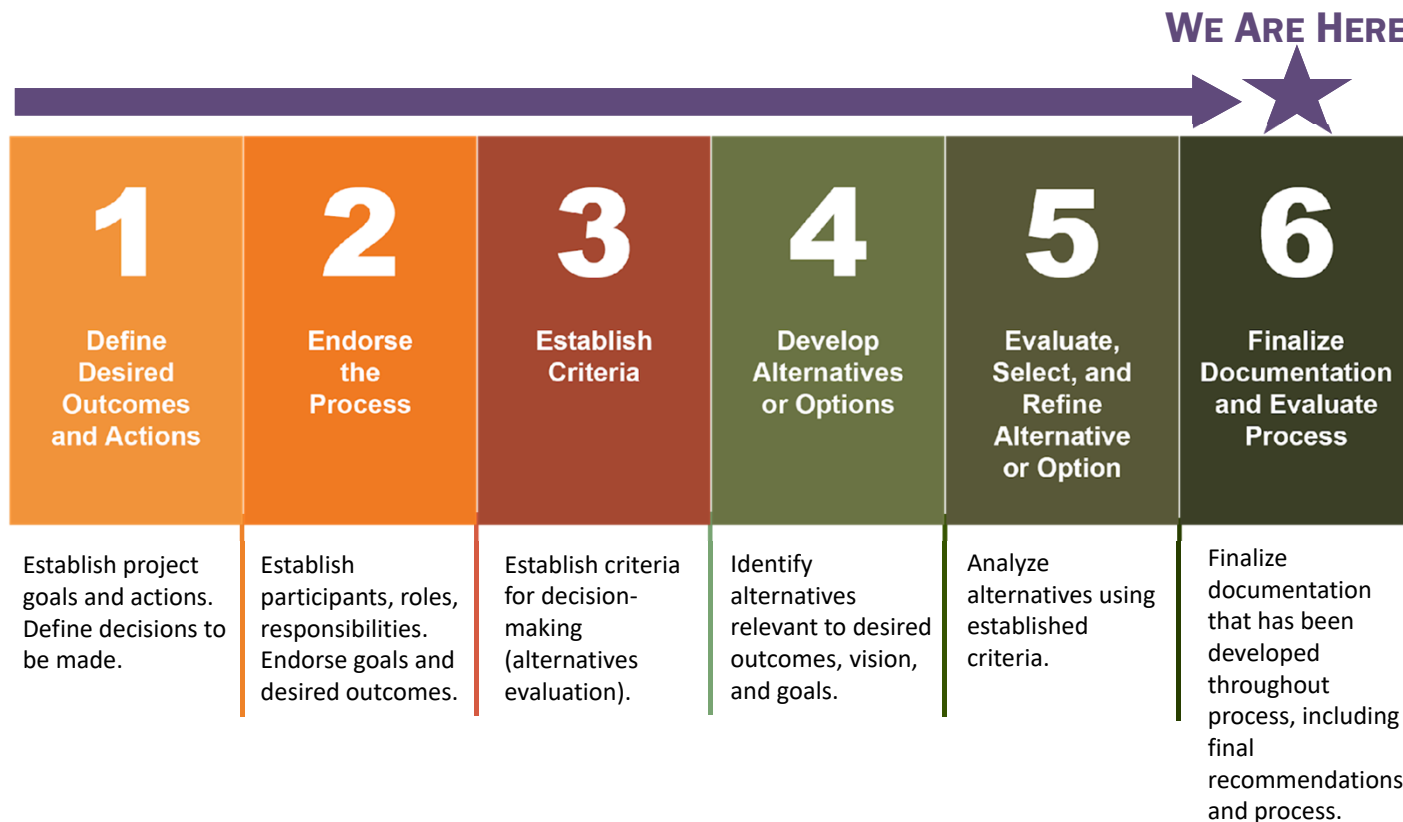 WE ARE HERE
1
Define
Desired
Outcomes
and Actions
2
Endorse
the
Process
3
Establish
Criteria
4
Develop
Alternatives
or Options
5
Evaluate,
Select, and
Refine
Alternative
or Option
6
Finalize
Documentation
and Evaluate
Process
Establish project
goals and actions.
Define decisions to
be made.
Establish
participants, roles,
responsibilities.
Endorse goals and
desired outcomes.
Establish criteria
for decision-
making
(alternatives
evaluation).
Identify
alternatives
relevant to desired
outcomes, vision,
and goals.
Analyze
alternatives using
established
criteria.
Finalize
documentation
that has been
developed
throughout
process, including
final
recommendations
and process.